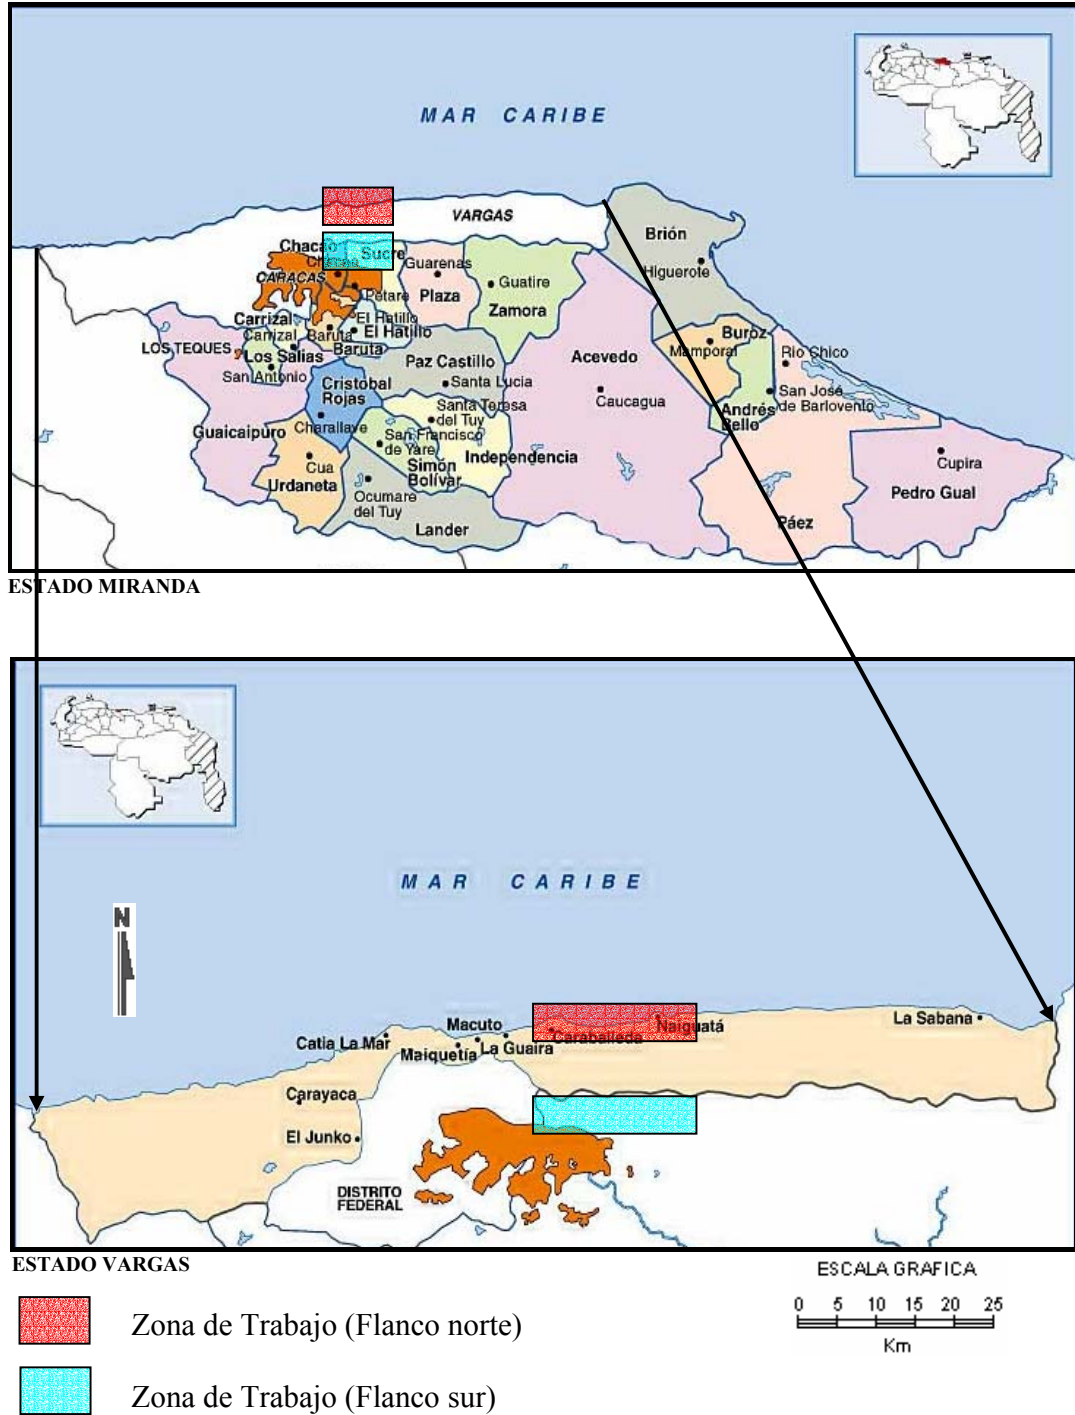 MAR CARIBE
VARGAS
Brión
Higuerote
Chacao
Sucre
Chacao
CARACAS
Petare
Guarenas
Plaza
Guatire
Zamora
Carrizal
Carrizal
El Hatillo
El Hatillo
Baruta
Baruta
LOS TEQUES
Los Salias
San Antonio
Paz Castillo
Santa Lucia
Acevedo
Caucagua
Buroz
Mamporal
Rio Chico
San José
de Barlovento
Andrés
Bello
Cristóbal
Rojas
Charallave
Santa Teresa
del Tuy
San Francisco
de Yare
Simón
Bolívar
Independencia
Guaicaipuro
Cua
Urdaneta
Ocumare
del Tuy
Lander
Cupira
Pedro Gual
Páez
ESTADO MIRANDA
MAR CARIBE
N
Catia La Mar
Maiquetía
Macuto
La Guaira
Caraballeda
Naiguatá
La Sabana
Carayaca
El Junko
DISTRITO
FEDERAL
ESTADO VARGAS
ESCALA GRAFICA
0 5 10 15 20 25
Km
Zona de Trabajo (Flanco norte)
Zona de Trabajo (Flanco sur)